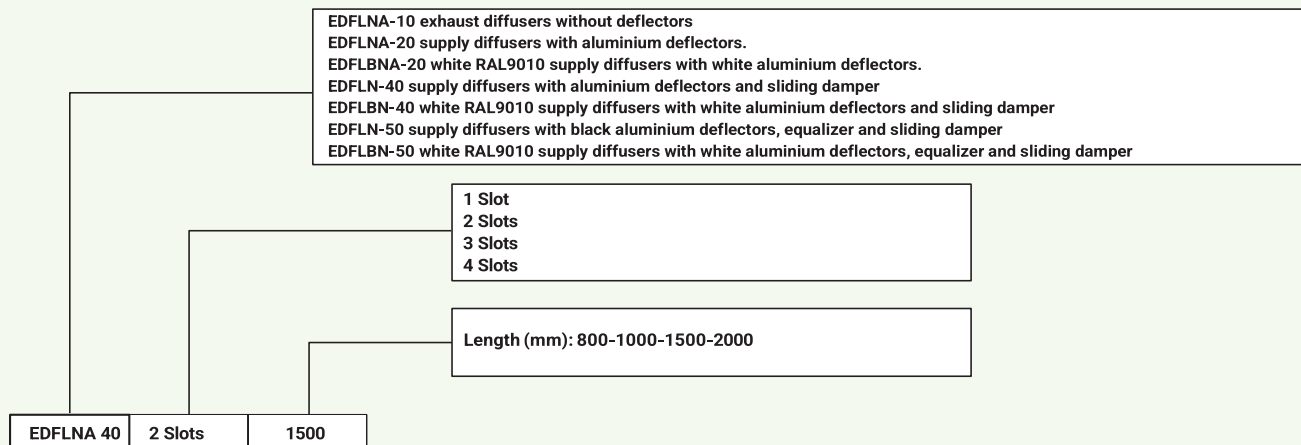 EDFLNA-10 exhaust diffusers without deflectors
EDFLNA-20 supply diffusers with aluminium deflectors.
EDFLBNA-20 white RAL9010 supply diffusers with white aluminium deflectors.
EDFLN-40 supply diffusers with aluminium deflectors and sliding damper
EDFLBN-40 white RAL9010 supply diffusers with white aluminium deflectors and sliding damper
EDFLN-50 supply diffusers with black aluminium deflectors, equalizer and sliding damper
EDFLBN-50 white RAL9010 supply diffusers with white aluminium deflectors, equalizer and sliding damper
1 Slot
2 Slots
3 Slots
4 Slots
Length (mm): 800-1000-1500-2000
EDFLNA 40 2 Slots 1500